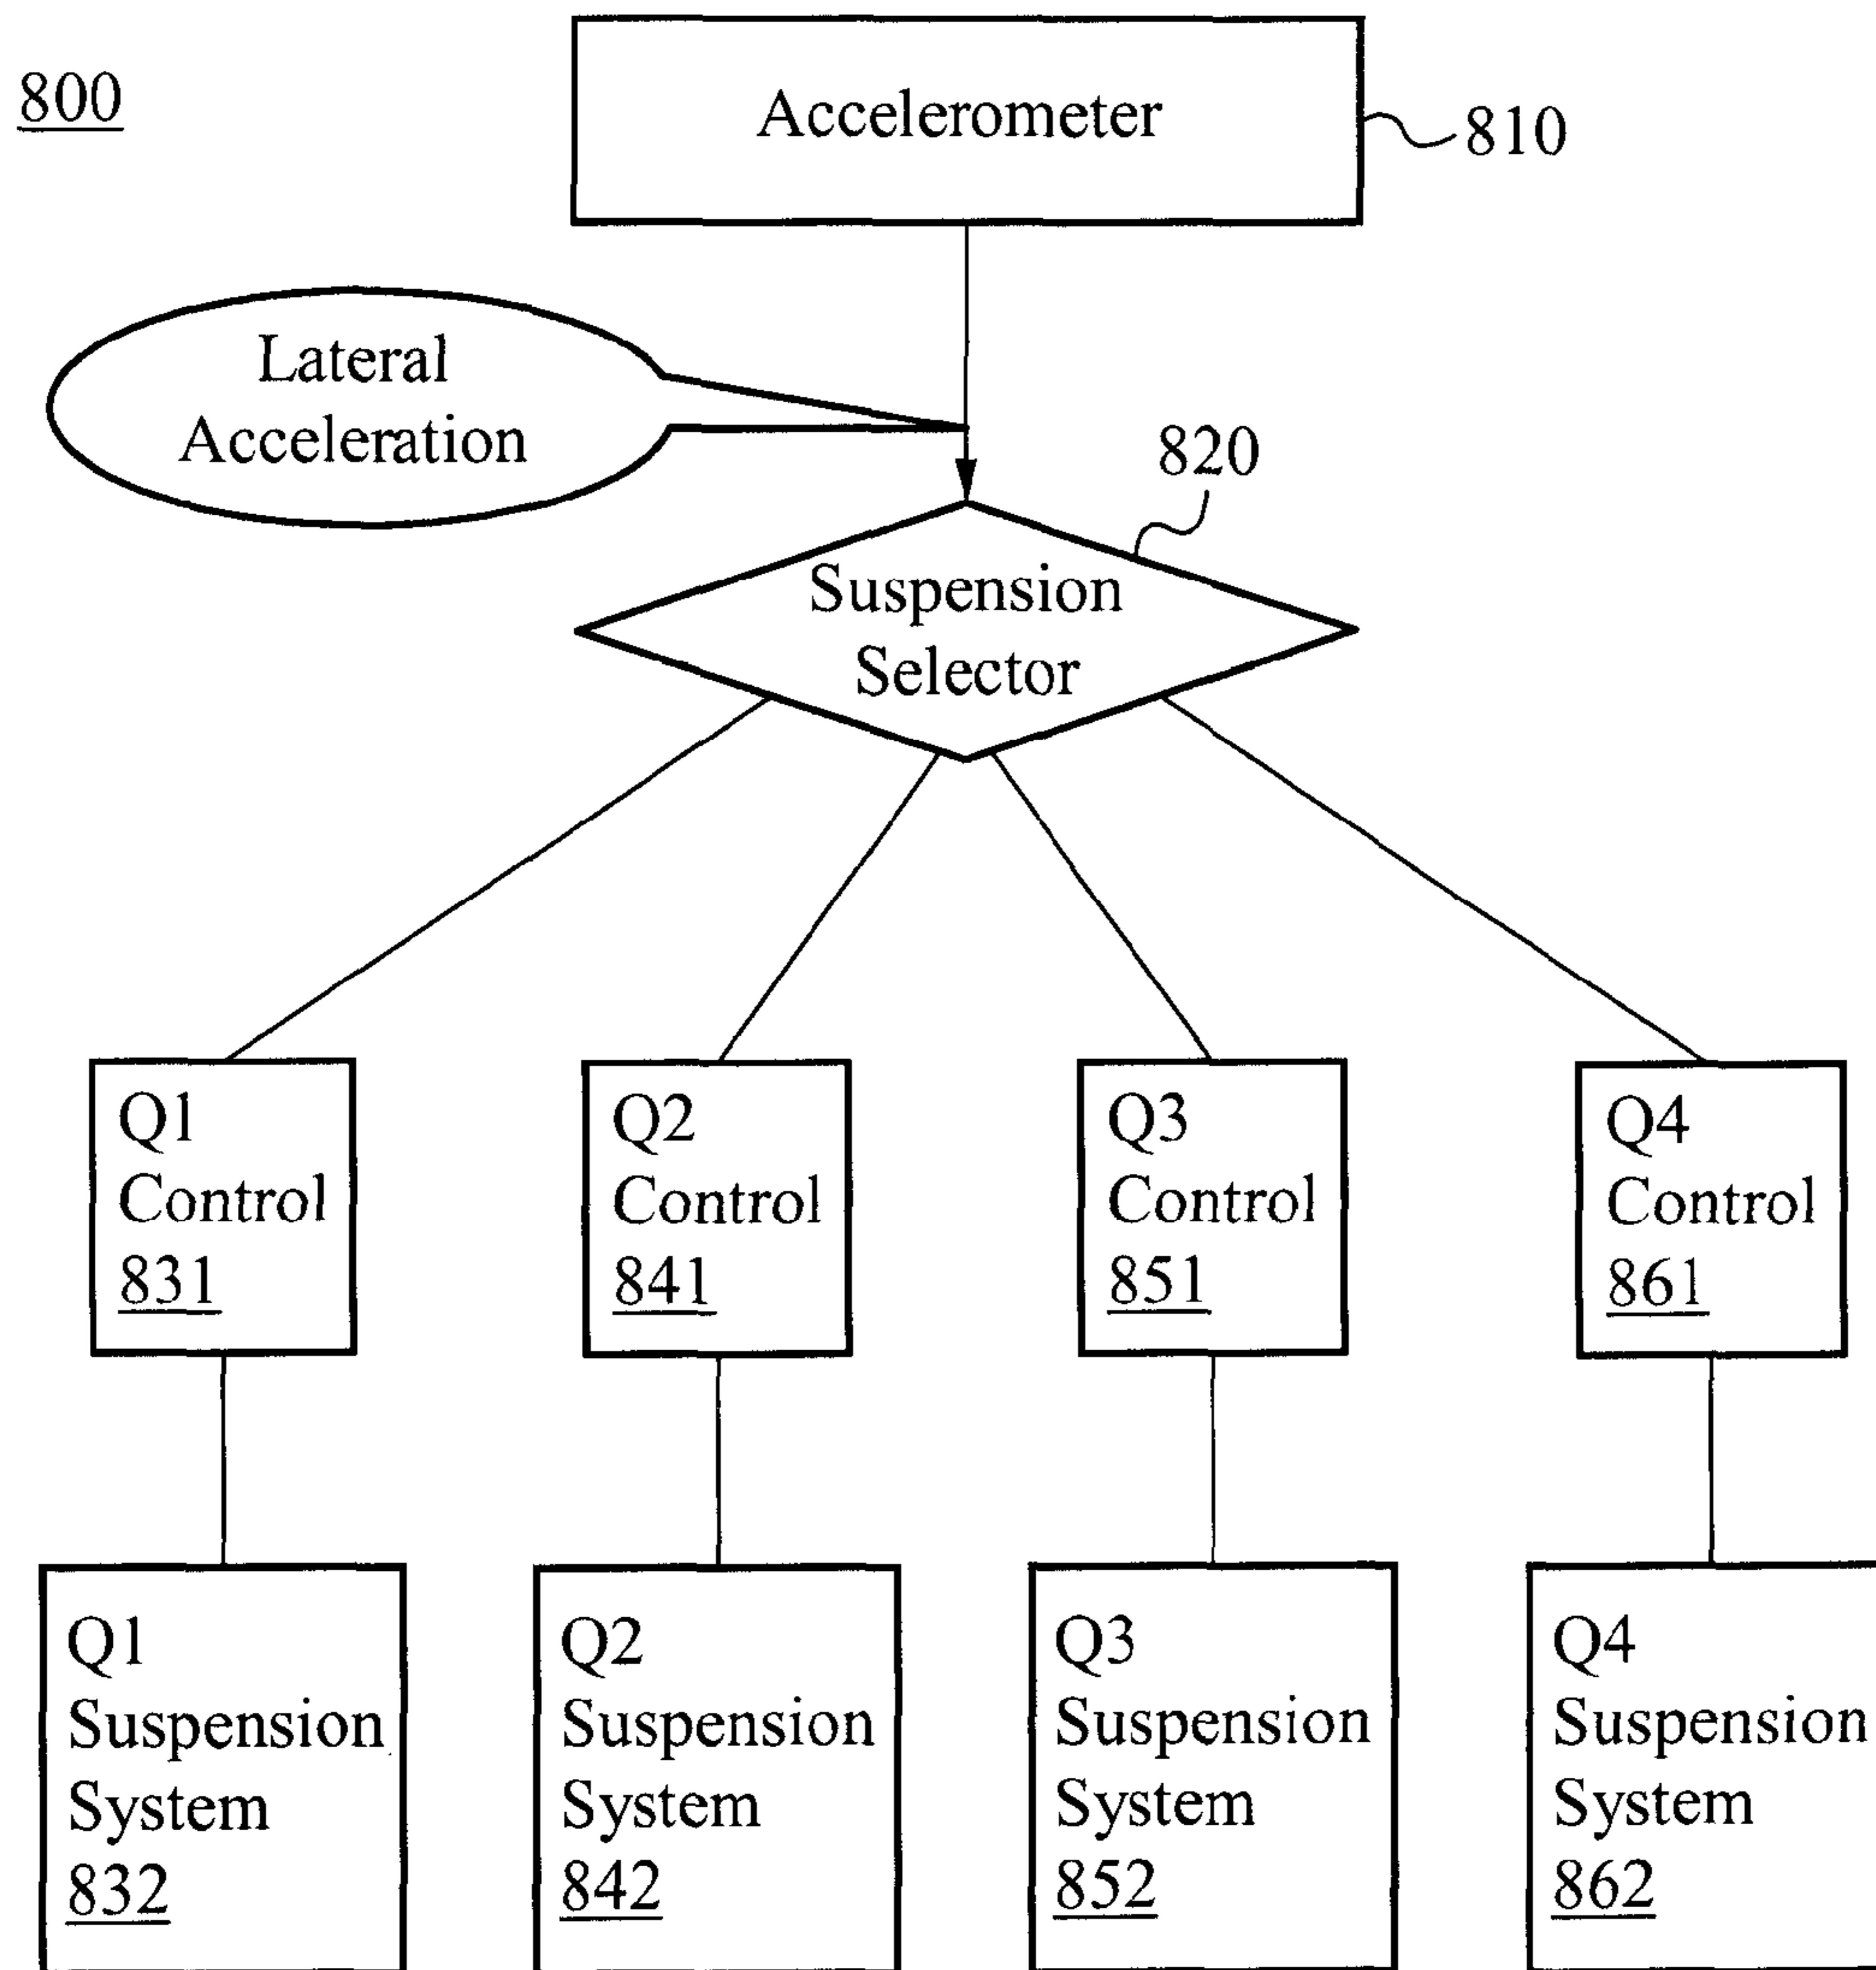 800
Accelerometer
810
Lateral
Acceleration
820
Suspension
Selector
Q1
Control
831
Q2
Control
841
Q3
Control
851
Q4
Control
861
Q1
Suspension
System
832
Q2
Suspension
System
842
Q3
Suspension
System
852
Q4
Suspension
System
862